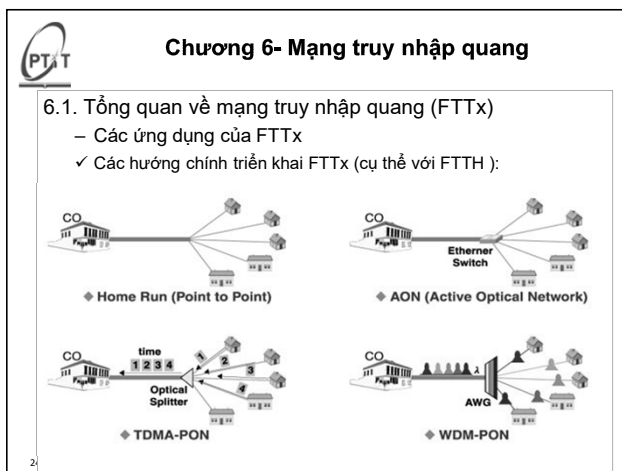 PTIT
Chương 6- Mạng truy nhập quang
6.1. Tổng quan về mạng truy nhập quang (FTTx)
– Các ứng dụng của FTTx
✓ Các hướng chính triển khai FTTx (cụ thể với FTTH ):
CO
◆ Home Run (Point to Point)
CO
Etherner
Switch
◆ AON (Active Optical Network)
CO
time
1 2 3 4
1
2
3
4
Optical
Splitter
◆ TDMA-PON
CO
λ
AWG
◆ WDM-PON